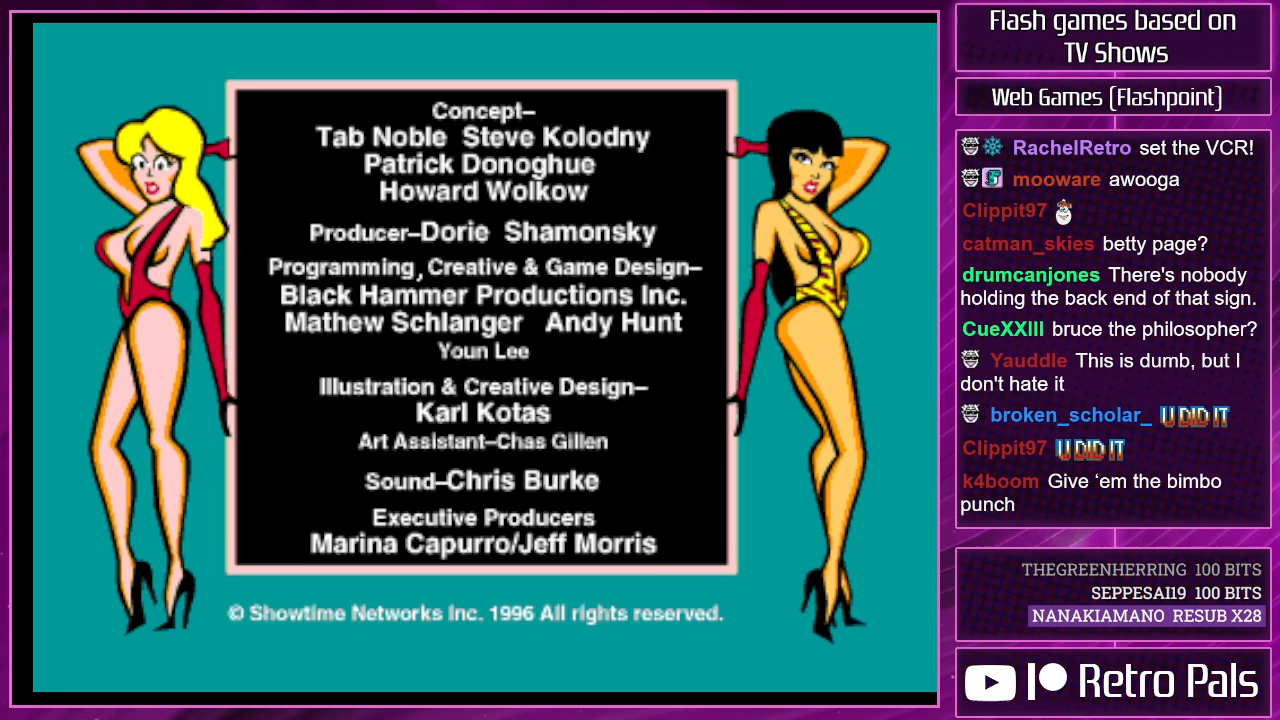 Concept–
Tab Noble Steve Kolodny
Patrick Donoghue
Howard Wolkow
Producer–Dorie Shamonsky
Programming, Creative & Game Design–
Black Hammer Productions Inc.
Mathew Schlanger Andy Hunt
Youn Lee
Illustration & Creative Design–
Karl Kotas
Art Assistant–Chas Gillen
Sound–Chris Burke
Executive Producers
Marina Capurro/Jeff Morris
© Showtime Networks Inc. 1996 All rights reserved.
Flash games based on
TV Shows
Web Games (Flashpoint)
RachelRetro set the VCR!
mooware awooga
Clippit97
catman_skies betty page?
drumcanjones There's nobody
holding the back end of that sign.
CueXXIII bruce the philosopher?
Yauddle This is dumb, but I
don't hate it
broken_scholar_ U DID IT
Clippit97 U DID IT
k4boom Give ‘em the bimbo
punch
THEGREENHERRING 100 BITS
SEPPESAI19 100 BITS
NANAKIAMANO RESUB X28
Retro Pals